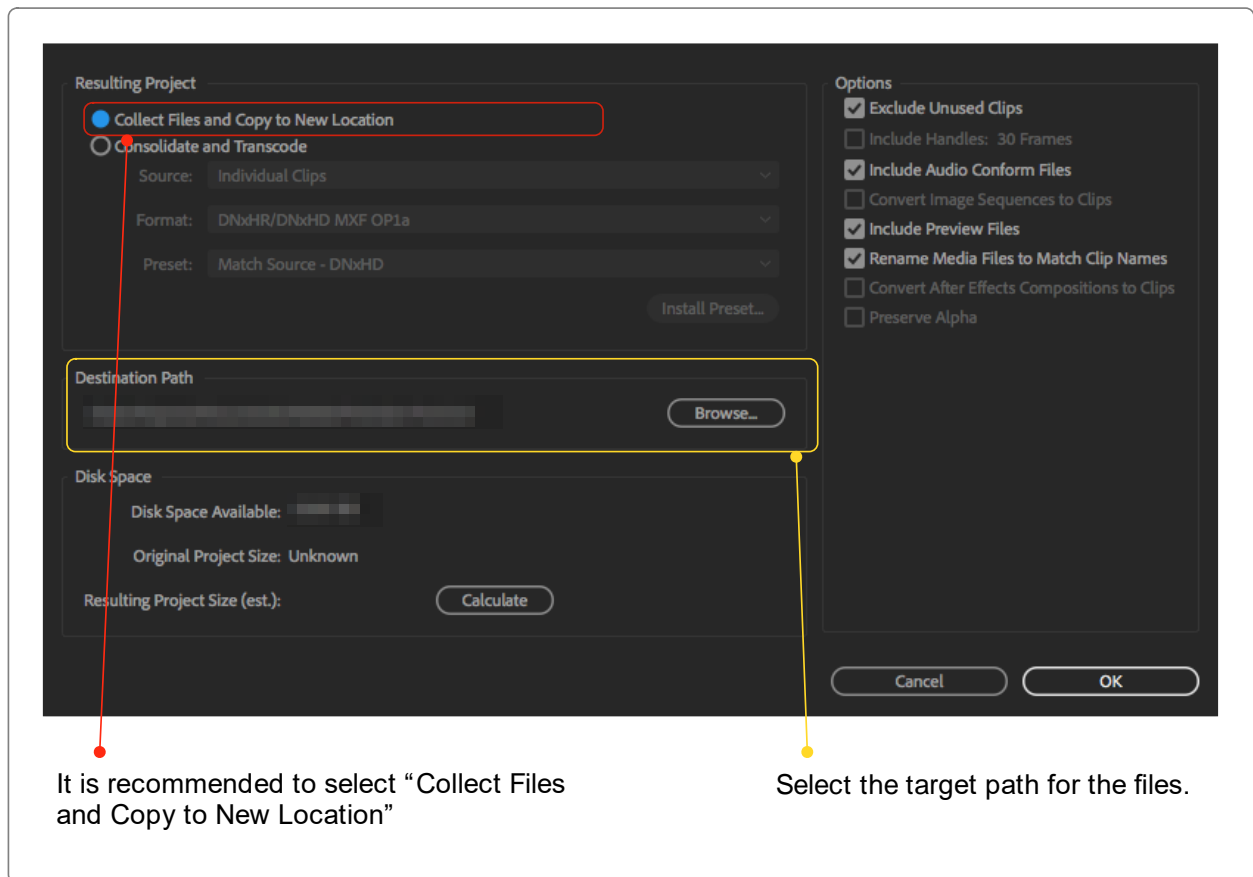 Resulting Project
Collect Files and Copy to New Location
Consolidate and Transcode
Source: Individual Clips
Format: DNxHR/DNxHD MXF OP1a
Preset: Match Source - DNxHD
Install Preset...
Destination Path
Browse...
Disk Space
Disk Space Available:
Original Project Size: Unknown
Resulting Project Size (est.):
Calculate
Options
Exclude Unused Clips
Include Handles: 30 Frames
Include Audio Conform Files
Convert Image Sequences to Clips
Include Preview Files
Rename Media Files to Match Clip Names
Convert After Effects Compositions to Clips
Preserve Alpha
Cancel
OK
It is recommended to select “Collect Files
and Copy to New Location”
Select the target path for the files.